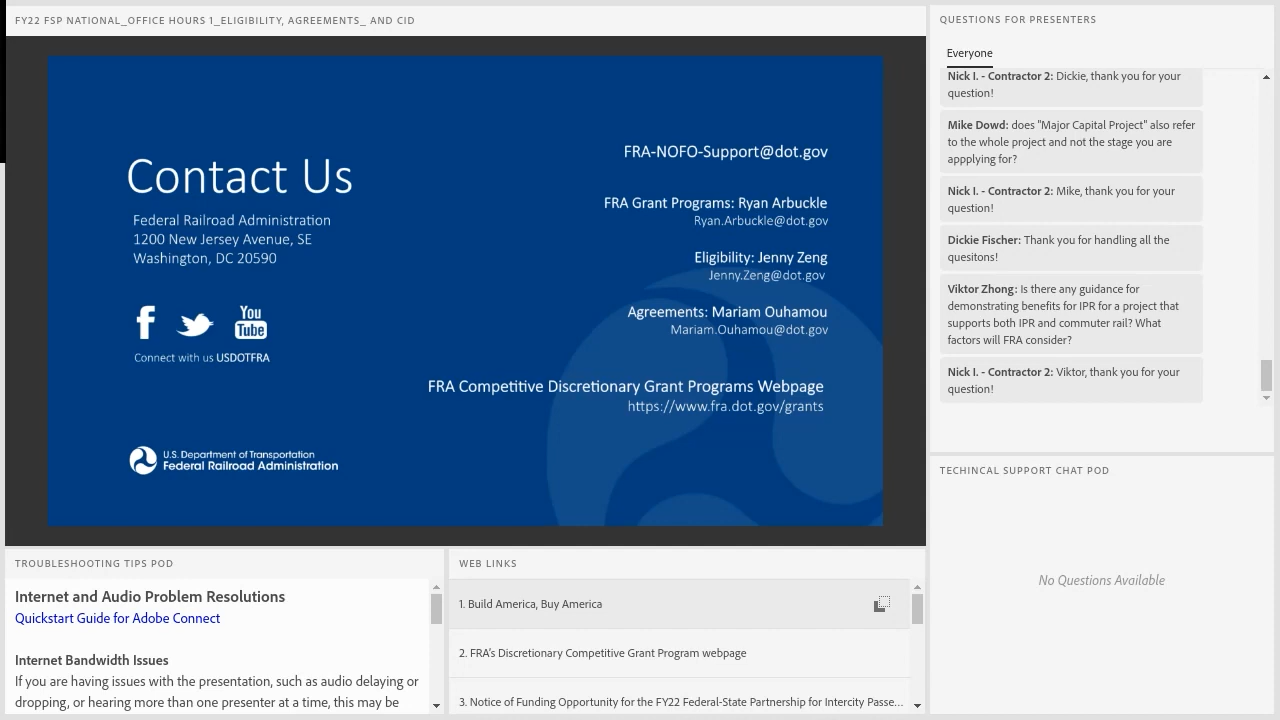 FY22 FSP NATIONAL_OFFICE HOURS 1_ELIGIBILITY, AGREEMENTS_ AND CID
Contact Us
Federal Railroad Administration
1200 New Jersey Avenue, SE
Washington, DC 20590
You
Tube
Connect with us USDOTFRA
U.S. Department of Transportation
Federal Railroad Administration
FRA-NOFO-Support@dot.gov
FRA Grant Programs: Ryan Arbuckle
Ryan.Arbuckle@dot.gov
Eligibility: Jenny Zeng
Jenny.Zeng@dot.gov
Agreements: Mariam Ouhamou
Mariam.Ouhamou@dot.gov
FRA Competitive Discretionary Grant Programs Webpage
https://www.fra.dot.gov/grants
QUESTIONS FOR PRESENTERS
Everyone
Nick I. - Contractor 2: Dickie, thank you for your
question!
Mike Dowd: does "Major Capital Project" also refer
to the whole project and not the stage you are
appplying for?
Nick I. - Contractor 2: Mike, thank you for your
question!
Dickie Fischer: Thank you for handling all the
quesitons!
Viktor Zhong: Is there any guidance for
demonstrating benefits for IPR for a project that
supports both IPR and commuter rail? What
factors will FRA consider?
Nick I. - Contractor 2: Viktor, thank you for your
question!
TECHINCAL SUPPORT CHAT POD
No Questions Available
TROUBLESHOOTING TIPS POD
Internet and Audio Problem Resolutions
Quickstart Guide for Adobe Connect
Internet Bandwidth Issues
If you are having issues with the presentation, such as audio delaying or
dropping, or hearing more than one presenter at a time, this may be
WEB LINKS
1. Build America, Buy America
2. FRA's Discretionary Competitive Grant Program webpage
3. Notice of Funding Opportunity for the FY22 Federal-State Partnership for Intercity Passe...